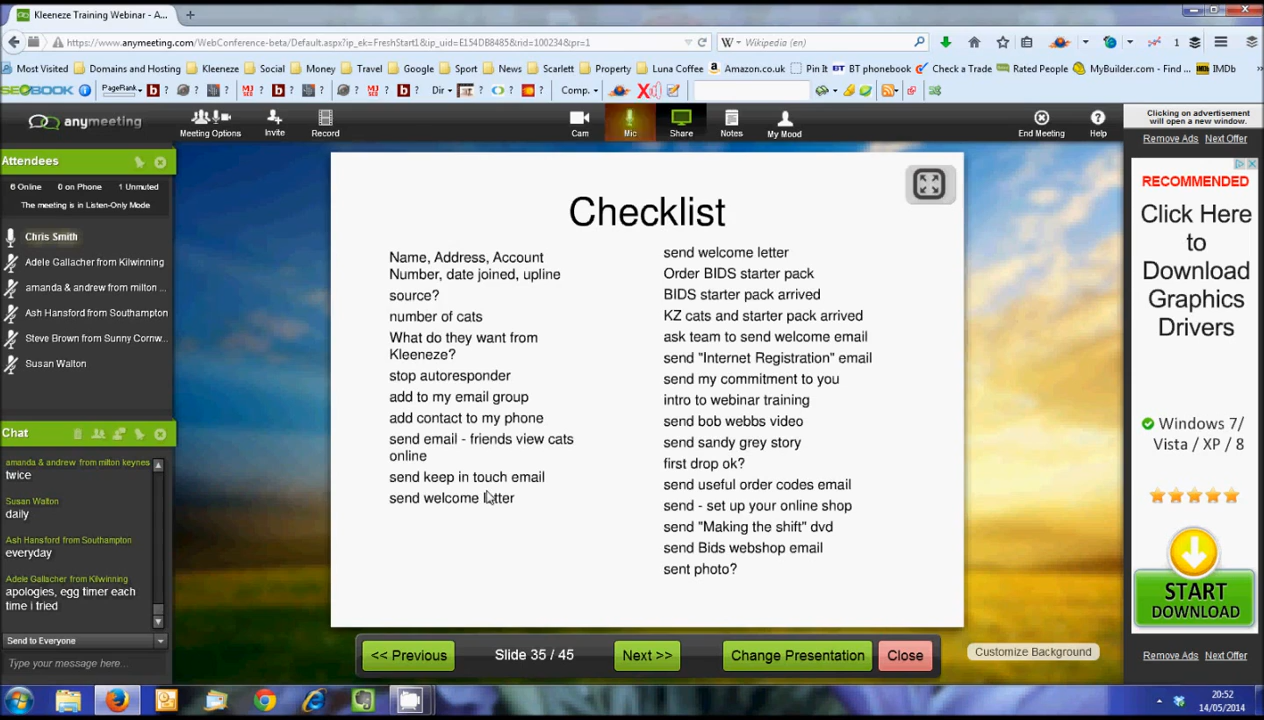 Kleeneze Training Webinar - A...
https://www.anymeeting.com/WebConference-beta/Default.aspx?ip_ek=FreshStart1&ip_uid=E154DB8485&rid=100234&pr=1
Wikipedia (en)
1
Most Visited
Domains and Hosting
Kleeneze
Social
Money
Travel
Google
Sport
News
Scarlett
Property
Luna Coffee
Amazon.co.uk
Pin It
BT phonebook
Check a Trade
Rated People
MyBuilder.com - Find ...
IMDb
SEOBOOK
PageRank
Dir
Comp.
anymeeting
Meeting Options
Invite
Record
Cam
Mic
Share
Notes
My Mood
End Meeting
Help
Clicking on advertisement
will open a new window.
Remove Ads Next Offer
Attendees
6 Online 0 on Phone 1 Unmuted
The meeting is in Listen-Only Mode
Chris Smith
Adele Gallacher from Kilwinning
amanda & andrew from milton ...
Ash Hansford from Southampton
Steve Brown from Sunny Cornw...
Susan Walton
Chat
amanda & andrew from milton keynes
twice
Susan Walton
daily
Ash Hansford from Southampton
everyday
Adele Gallacher from Kilwinning
apologies, egg timer each
time i tried
Send to Everyone
Type your message here...
Checklist
Name, Address, Account
Number, date joined, upline
source?
number of cats
What do they want from
Kleeneze?
stop autoresponder
add to my email group
add contact to my phone
send email - friends view cats
online
send keep in touch email
send welcome letter
send welcome letter
Order BIDS starter pack
BIDS starter pack arrived
KZ cats and starter pack arrived
ask team to send welcome email
send "Internet Registration" email
send my commitment to you
intro to webinar training
send bob webbs video
send sandy grey story
first drop ok?
send useful order codes email
send - set up your online shop
send "Making the shift" dvd
send Bids webshop email
sent photo?
<< Previous
Slide 35 / 45
Next >>
Change Presentation
Close
Customize Background
RECOMMENDED
Click Here
to
Download
Graphics
Drivers
Windows 7/
Vista / XP / 8
START
DOWNLOAD
Remove Ads Next Offer
20:52
14/05/2014